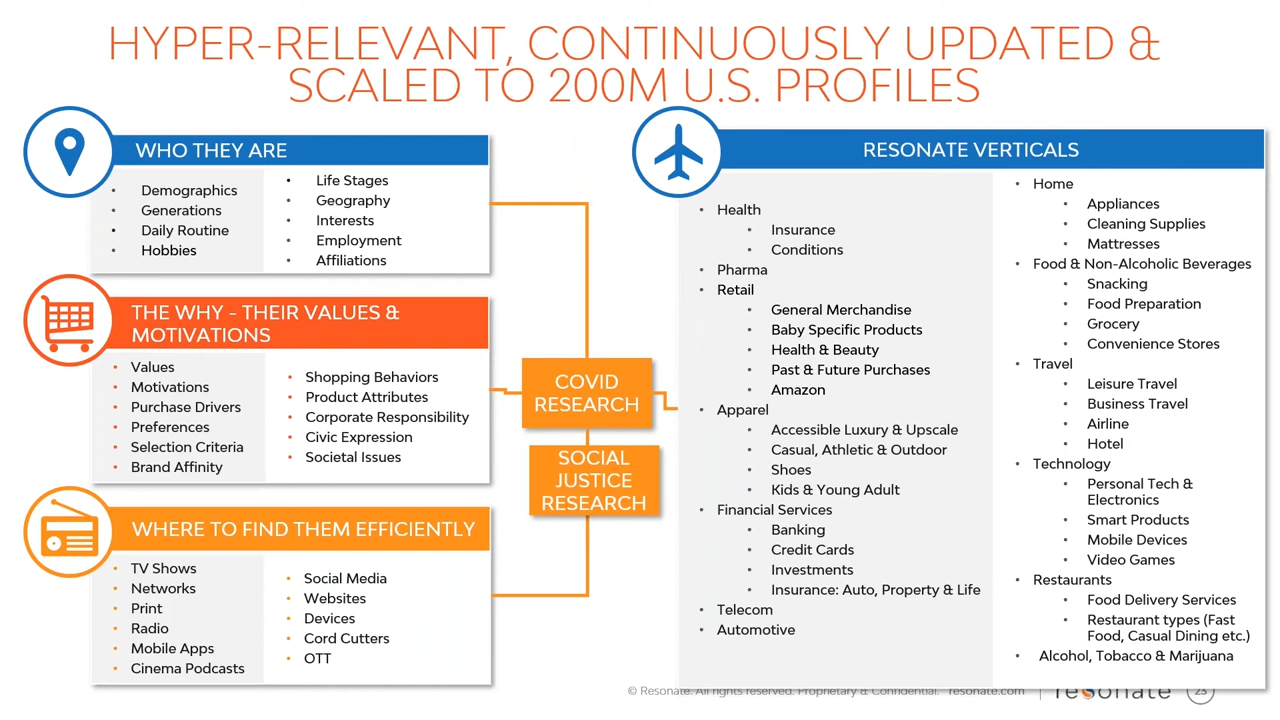 HYPER-RELEVANT, CONTINUOUSLY UPDATED &
SCALED TO 200M U.S. PROFILES
WHO THEY ARE
• Demographics
• Generations
• Daily Routine
• Hobbies
• Life Stages
• Geography
• Interests
• Employment
• Affiliations
THE WHY - THEIR VALUES &
MOTIVATIONS
• Values
• Motivations
• Purchase Drivers
• Preferences
• Selection Criteria
• Brand Affinity
• Shopping Behaviors
• Product Attributes
• Corporate Responsibility
• Civic Expression
• Societal Issues
WHERE TO FIND THEM EFFICIENTLY
• TV Shows
• Networks
• Print
• Radio
• Mobile Apps
• Cinema Podcasts
• Social Media
• Websites
• Devices
• Cord Cutters
• OTT
COVID
RESEARCH
SOCIAL
JUSTICE
RESEARCH
RESONATE VERTICALS
• Health
• Insurance
• Conditions
• Pharma
• Retail
• General Merchandise
• Baby Specific Products
• Health & Beauty
• Past & Future Purchases
• Amazon
• Apparel
• Accessible Luxury & Upscale
• Casual, Athletic & Outdoor
• Shoes
• Kids & Young Adult
• Financial Services
• Banking
• Credit Cards
• Investments
• Insurance: Auto, Property & Life
• Telecom
• Automotive
• Home
• Appliances
• Cleaning Supplies
• Mattresses
• Food & Non-Alcoholic Beverages
• Snacking
• Food Preparation
• Grocery
• Convenience Stores
• Travel
• Leisure Travel
• Business Travel
• Airline
• Hotel
• Technology
• Personal Tech &
Electronics
• Smart Products
• Mobile Devices
• Video Games
• Restaurants
• Food Delivery Services
• Restaurant types (Fast
Food, Casual Dining etc.)
• Alcohol, Tobacco & Marijuana
© Resonate. All rights reserved. Proprietary & Confidential. resonate.com | resonate 23